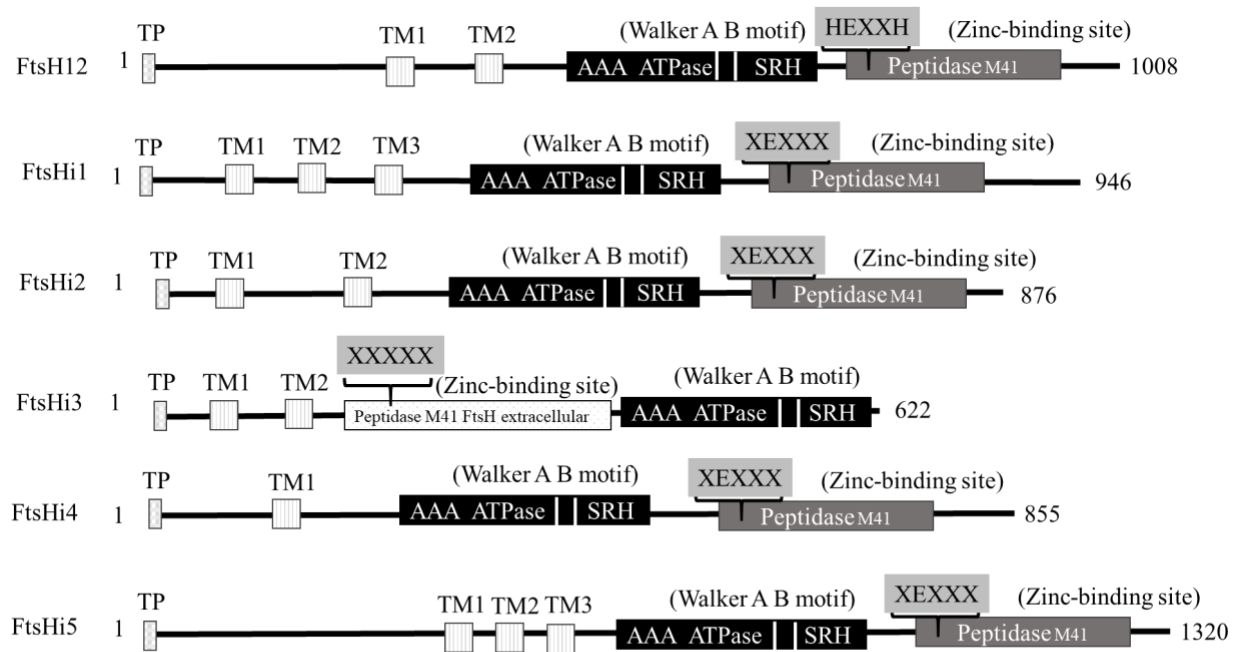 (Walker A B motif) HEXXH (Zinc-binding site)
TP TM1 TM2
FtsH12 1 AAA ATPase SRH Peptidase M41 1008
(Walker A B motif) XEXXX (Zinc-binding site)
TP TM1 TM2 TM3
FtsHi1 1 AAA ATPase SRH Peptidase M41 946
(Walker A B motif) XEXXX (Zinc-binding site)
TP TM1 TM2
FtsHi2 1 AAA ATPase SRH Peptidase M41 876
XXXXX
TP TM1 TM2 (Zinc-binding site) (Walker A B motif)
FtsHi3 1 Peptidase M41 FtsH extracellular AAA ATPase SRH 622
(Walker A B motif) XEXXX (Zinc-binding site)
TP TM1
FtsHi4 1 AAA ATPase SRH Peptidase M41 855
(Walker A B motif) XEXXX (Zinc-binding site)
TP TM1 TM2 TM3
FtsHi5 1 AAA ATPase SRH Peptidase M41 1320